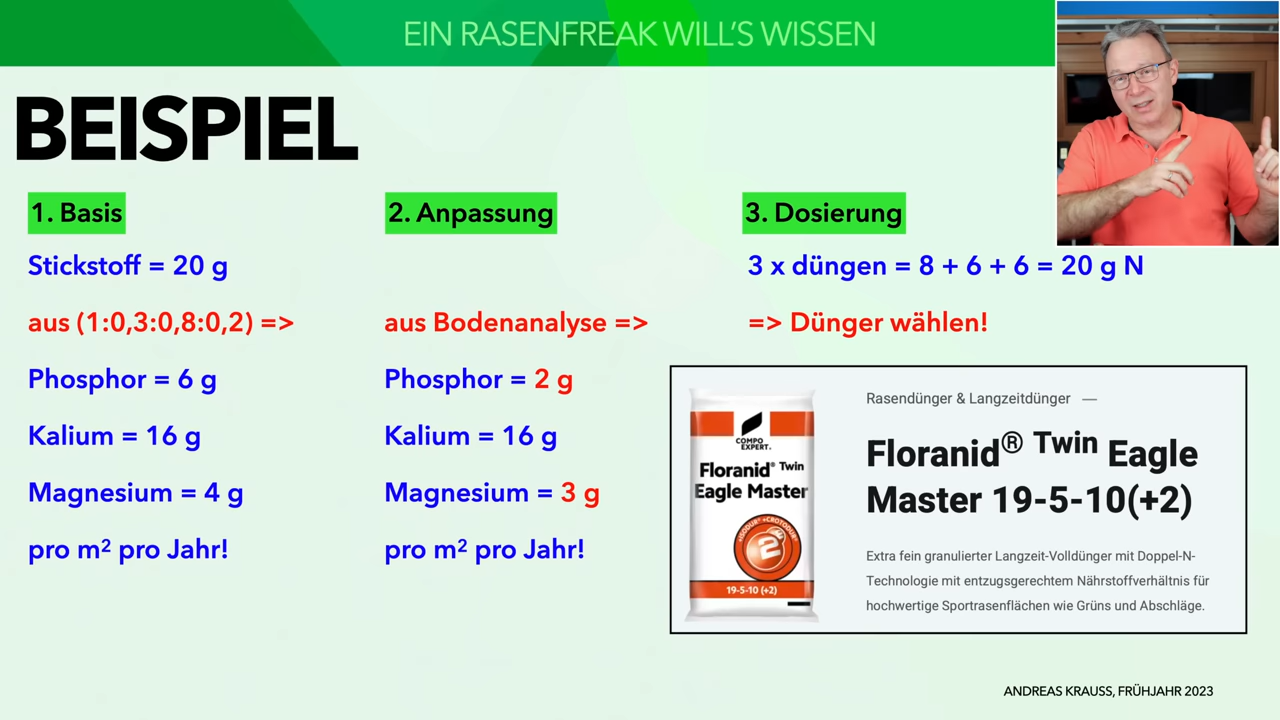 EIN RASENFREAK WILL'S WISSEN
BEISPIEL
1. Basis
Stickstoff = 20 g
aus (1:0,3:0,8:0,2) =>
Phosphor = 6 g
Kalium = 16 g
Magnesium = 4 g
pro m² pro Jahr!
2. Anpassung
aus Bodenanalyse =>
Phosphor = 2 g
Kalium = 16 g
Magnesium = 3 g
pro m² pro Jahr!
3. Dosierung
3 x düngen = 8 + 6 + 6 = 20 g N
=> Dünger wählen!
COMPO
EXPERT.
Floranid® Twin
Eagle Master
2
19-5-10 (+2)
Rasendünger & Langzeitdünger —
Floranid® Twin Eagle
Master 19-5-10(+2)
Extra fein granulierter Langzeit-Volldünger mit Doppel-N-
Technologie mit entzugsgerechtem Nährstoffverhältnis für
hochwertige Sportrasenflächen wie Grüns und Abschläge.
ANDREAS KRAUSS, FRÜHJAHR 2023